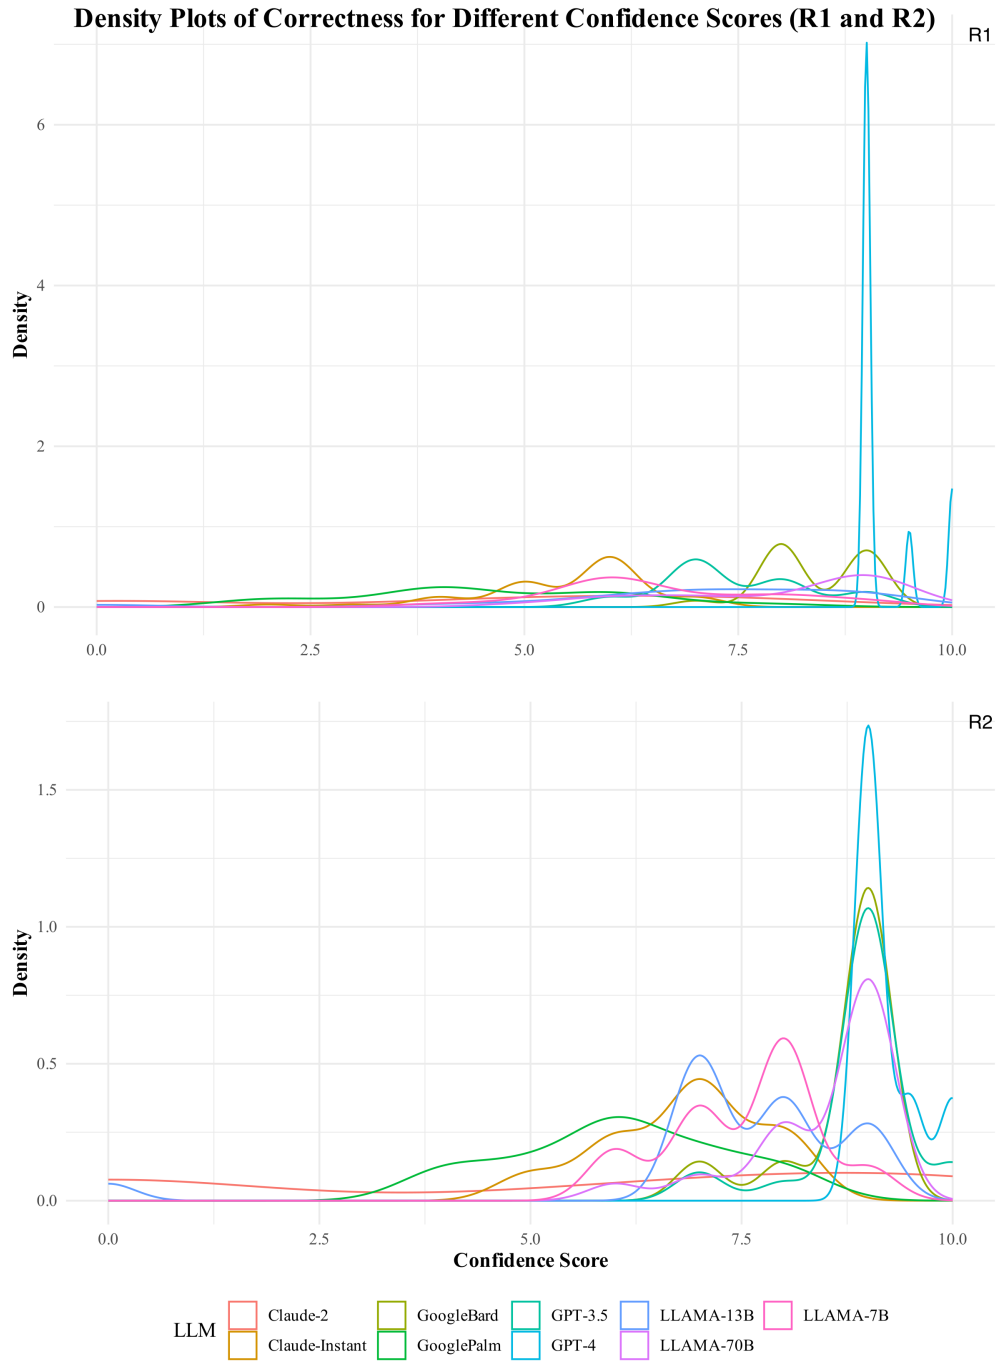 Density Plots of Correctness for Different Confidence Scores (R1 and R2)
R1
6
4
2
0
Density
0.0 2.5 5.0 7.5 10.0
R2
1.5
1.0
0.5
0.0
Density
0.0 2.5 5.0 7.5 10.0
Confidence Score
LLM
Claude-2 GoogleBard GPT-3.5 LLAMA-13B LLAMA-7B
Claude-Instant GooglePalm GPT-4 LLAMA-70B